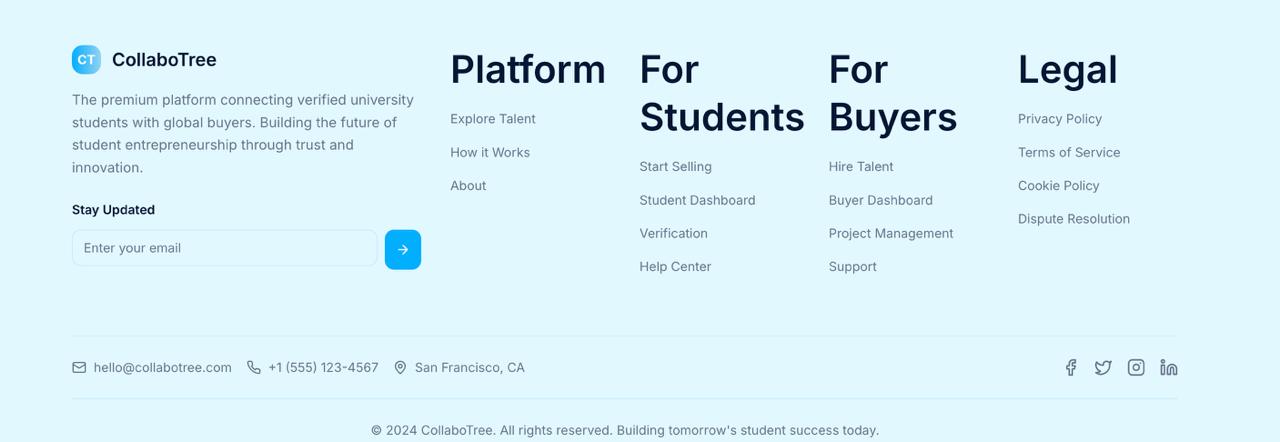 CT CollaboTree
The premium platform connecting verified university
students with global buyers. Building the future of
student entrepreneurship through trust and
innovation.
Stay Updated
Enter your email
Platform
Explore Talent
How it Works
About
For
Students
Start Selling
Student Dashboard
Verification
Help Center
For
Buyers
Hire Talent
Buyer Dashboard
Project Management
Support
Legal
Privacy Policy
Terms of Service
Cookie Policy
Dispute Resolution
hello@collabotree.com +1 (555) 123-4567 San Francisco, CA
© 2024 CollaboTree. All rights reserved. Building tomorrow's student success today.